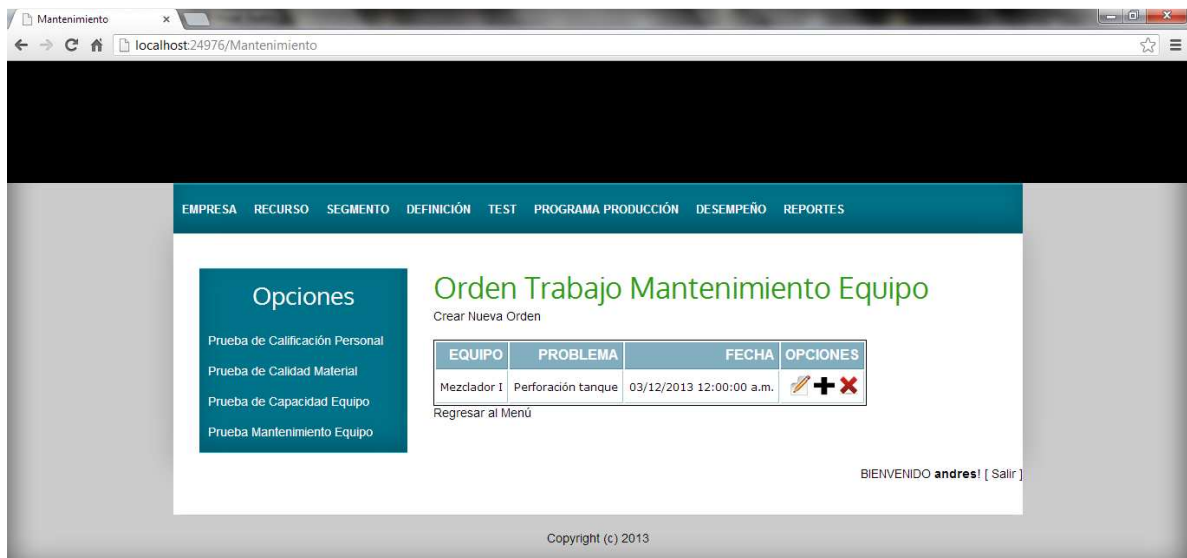 Mantenimiento
localhost:24976/Mantenimiento
EMPRESA RECURSO SEGMENTO DEFINICIÓN TEST PROGRAMA PRODUCCIÓN DESEMPEÑO REPORTES
Opciones
Prueba de Calificación Personal
Prueba de Calidad Material
Prueba de Capacidad Equipo
Prueba Mantenimiento Equipo
Orden Trabajo Mantenimiento Equipo
Crear Nueva Orden
EQUIPO PROBLEMA FECHA OPCIONES
Mezclador I Perforación tanque 03/12/2013 12:00:00 a.m.
Regresar al Menú
BIENVENIDO andres! [ Salir ]
Copyright (c) 2013